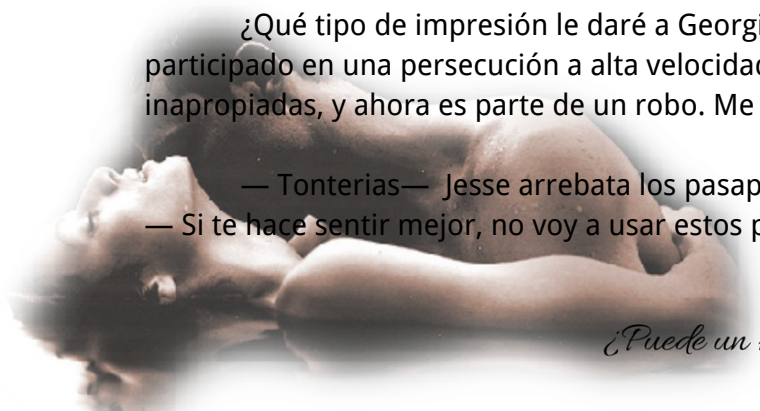 ¿Qué tipo de impresión le daré a Georgi
participado en una persecución a alta velocidad
inapropiadas, y ahora es parte de un robo. Me
— Tonterias— Jesse arrebata los pasap
— Si te hace sentir mejor, no voy a usar estos p
¿Puede un